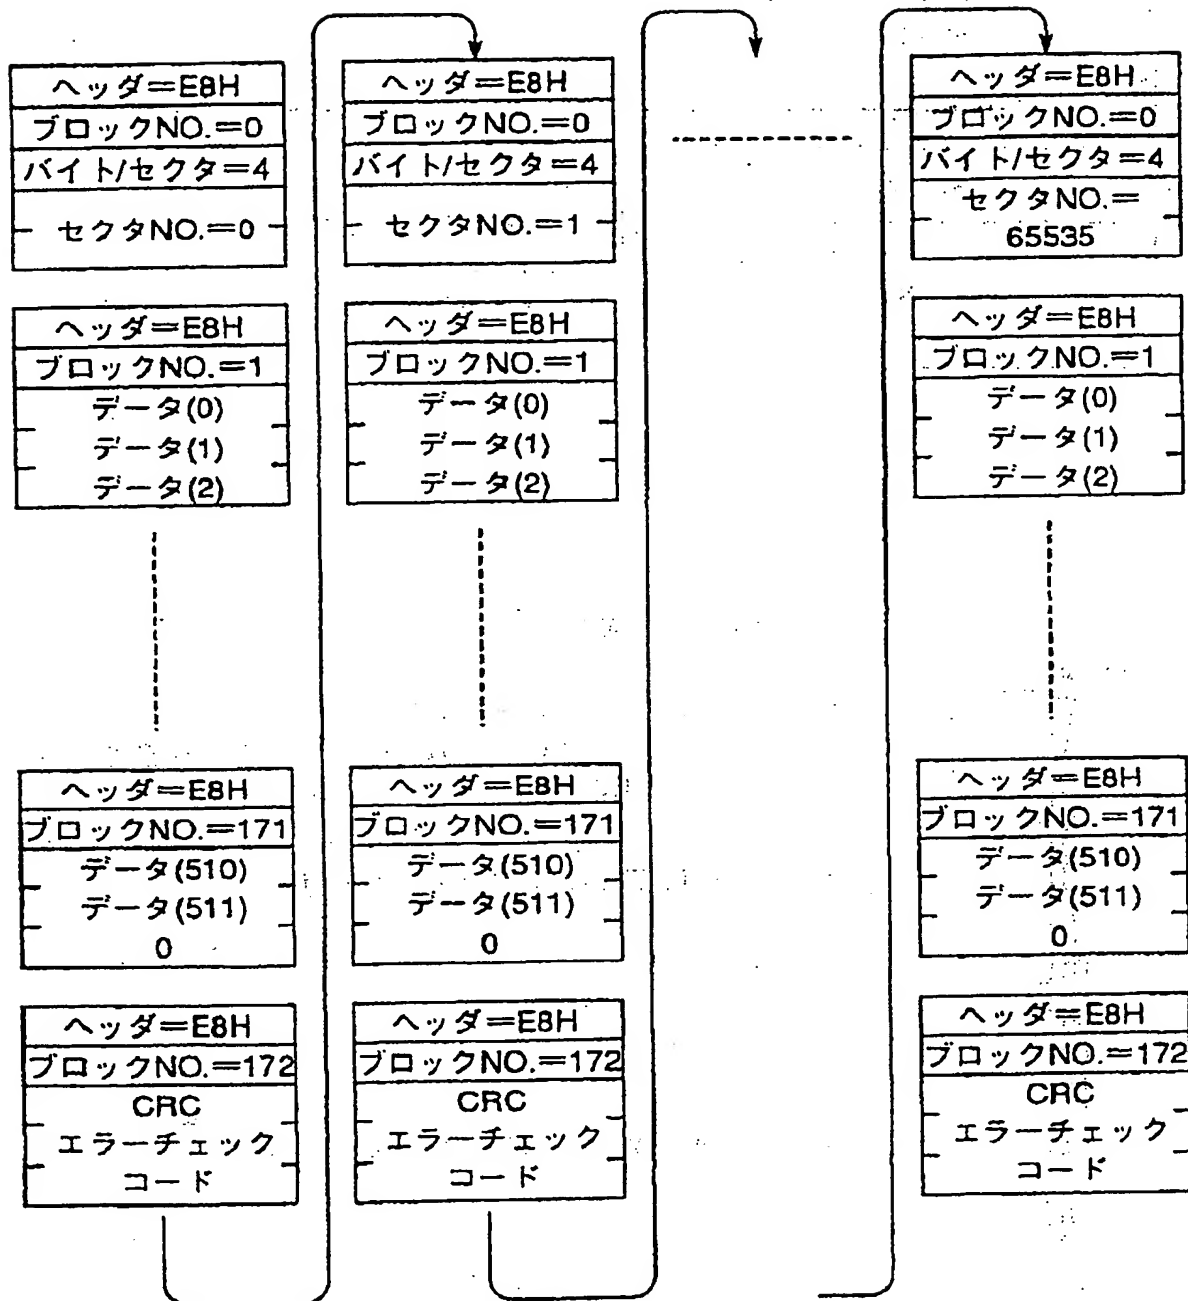 ヘッダ=E8H
ブロックNO.=0
バイト/セクタ=4
セクタNO.=0
ヘッダ=E8H
ブロックNO.=1
データ(0)
データ(1)
データ(2)
ヘッダ=E8H
ブロックNO.=171
データ(510)
データ(511)
0
ヘッダ=E8H
ブロックNO.=172
CRC
エラーチェック
コード
ヘッダ=E8H
ブロックNO.=0
バイト/セクタ=4
セクタNO.=1
ヘッダ=E8H
ブロックNO.=1
データ(0)
データ(1)
データ(2)
ヘッダ=E8H
ブロックNO.=171
データ(510)
データ(511)
0
ヘッダ=E8H
ブロックNO.=172
CRC
エラーチェック
コード
ヘッダ=E8H
ブロックNO.=0
バイト/セクタ=4
セクタNO.=
65535
ヘッダ=E8H
ブロックNO.=1
データ(0)
データ(1)
データ(2)
ヘッダ=E8H
ブロックNO.=171
データ(510)
データ(511)
0
ヘッダ=E8H
ブロックNO.=172
CRC
エラーチェック
コード